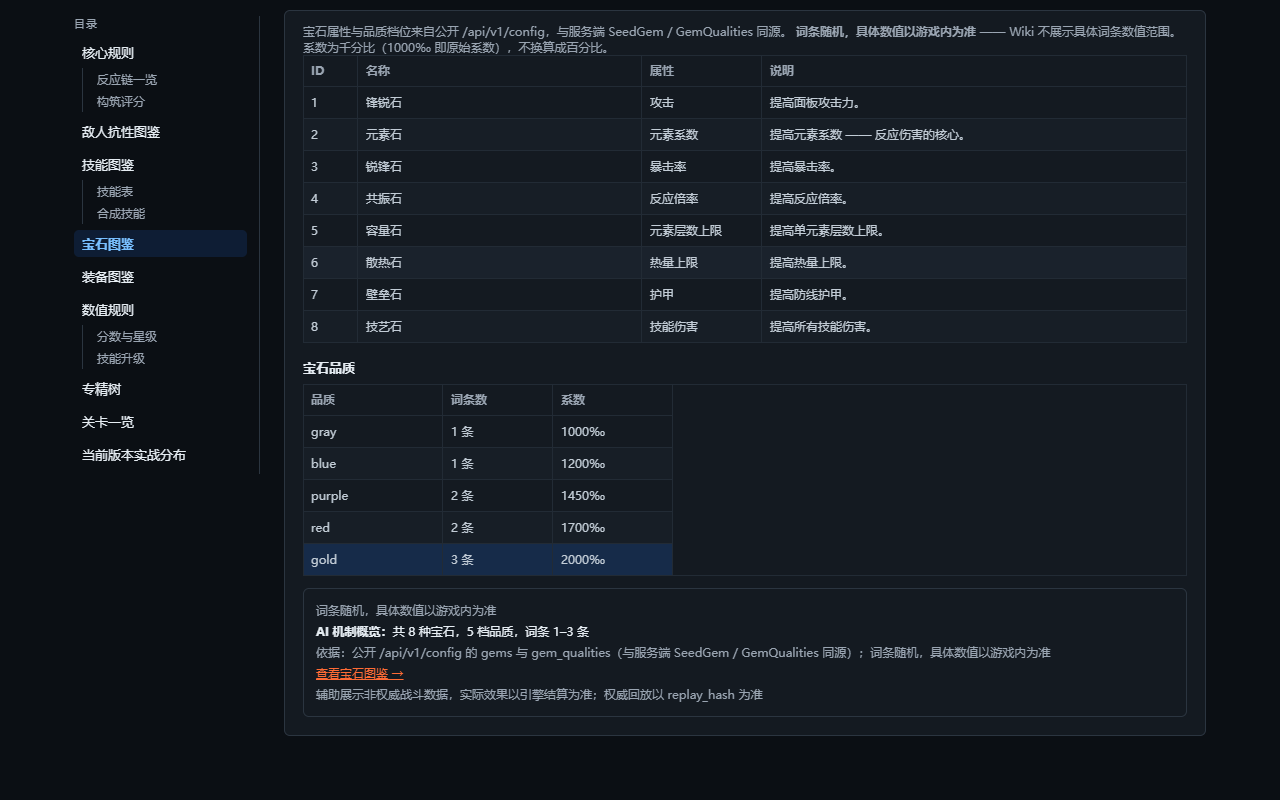 目录
核心规则
反应链一览
构筑评分
敌人抗性图鉴
技能图鉴
技能表
合成技能
宝石图鉴
装备图鉴
数值规则
分数与星级
技能升级
专精树
关卡一览
当前版本实战分布
宝石属性与品质档位来自公开 /api/v1/config，与服务端 SeedGem / GemQualities 同源。 词条随机，具体数值以游戏内为准 —— Wiki 不展示具体词条数值范围。
系数为千分比（1000‰ 即原始系数），不换算成百分比。
ID 名称 属性 说明
1 锋锐石 攻击 提高面板攻击力。
2 元素石 元素系数 提高元素系数 —— 反应伤害的核心。
3 锐锋石 暴击率 提高暴击率。
4 共振石 反应倍率 提高反应倍率。
5 容量石 元素层数上限 提高单元素层数上限。
6 散热石 热量上限 提高热量上限。
7 壁垒石 护甲 提高防线护甲。
8 技艺石 技能伤害 提高所有技能伤害。
宝石品质
品质 词条数 系数
gray 1 条 1000‰
blue 1 条 1200‰
purple 2 条 1450‰
red 2 条 1700‰
gold 3 条 2000‰
词条随机，具体数值以游戏内为准
AI 机制概览：共 8 种宝石，5 档品质，词条 1–3 条
依据：公开 /api/v1/config 的 gems 与 gem_qualities（与服务端 SeedGem / GemQualities 同源）；词条随机，具体数值以游戏内为准
查看宝石图鉴 →
辅助展示非权威战斗数据，实际效果以引擎结算为准；权威回放以 replay_hash 为准